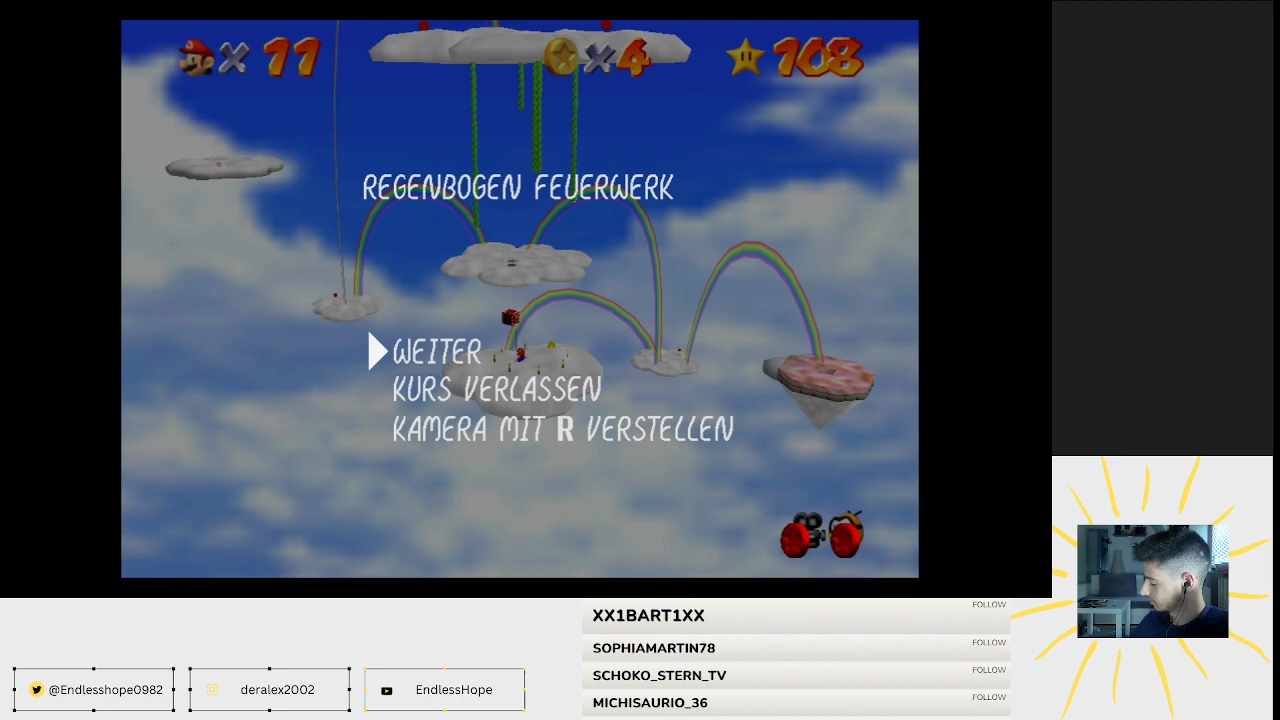 × 11
× 4
108
REGENBOGEN FEUERWERK
WEITER
KURS VERLASSEN
KAMERA MIT R VERSTELLEN
XX1BART1XX FOLLOW
SOPHIAMARTIN78 FOLLOW
SCHOKO_STERN_TV FOLLOW
MICHISAURIO_36 FOLLOW
@Endlesshope0982
deralex2002
EndlessHope